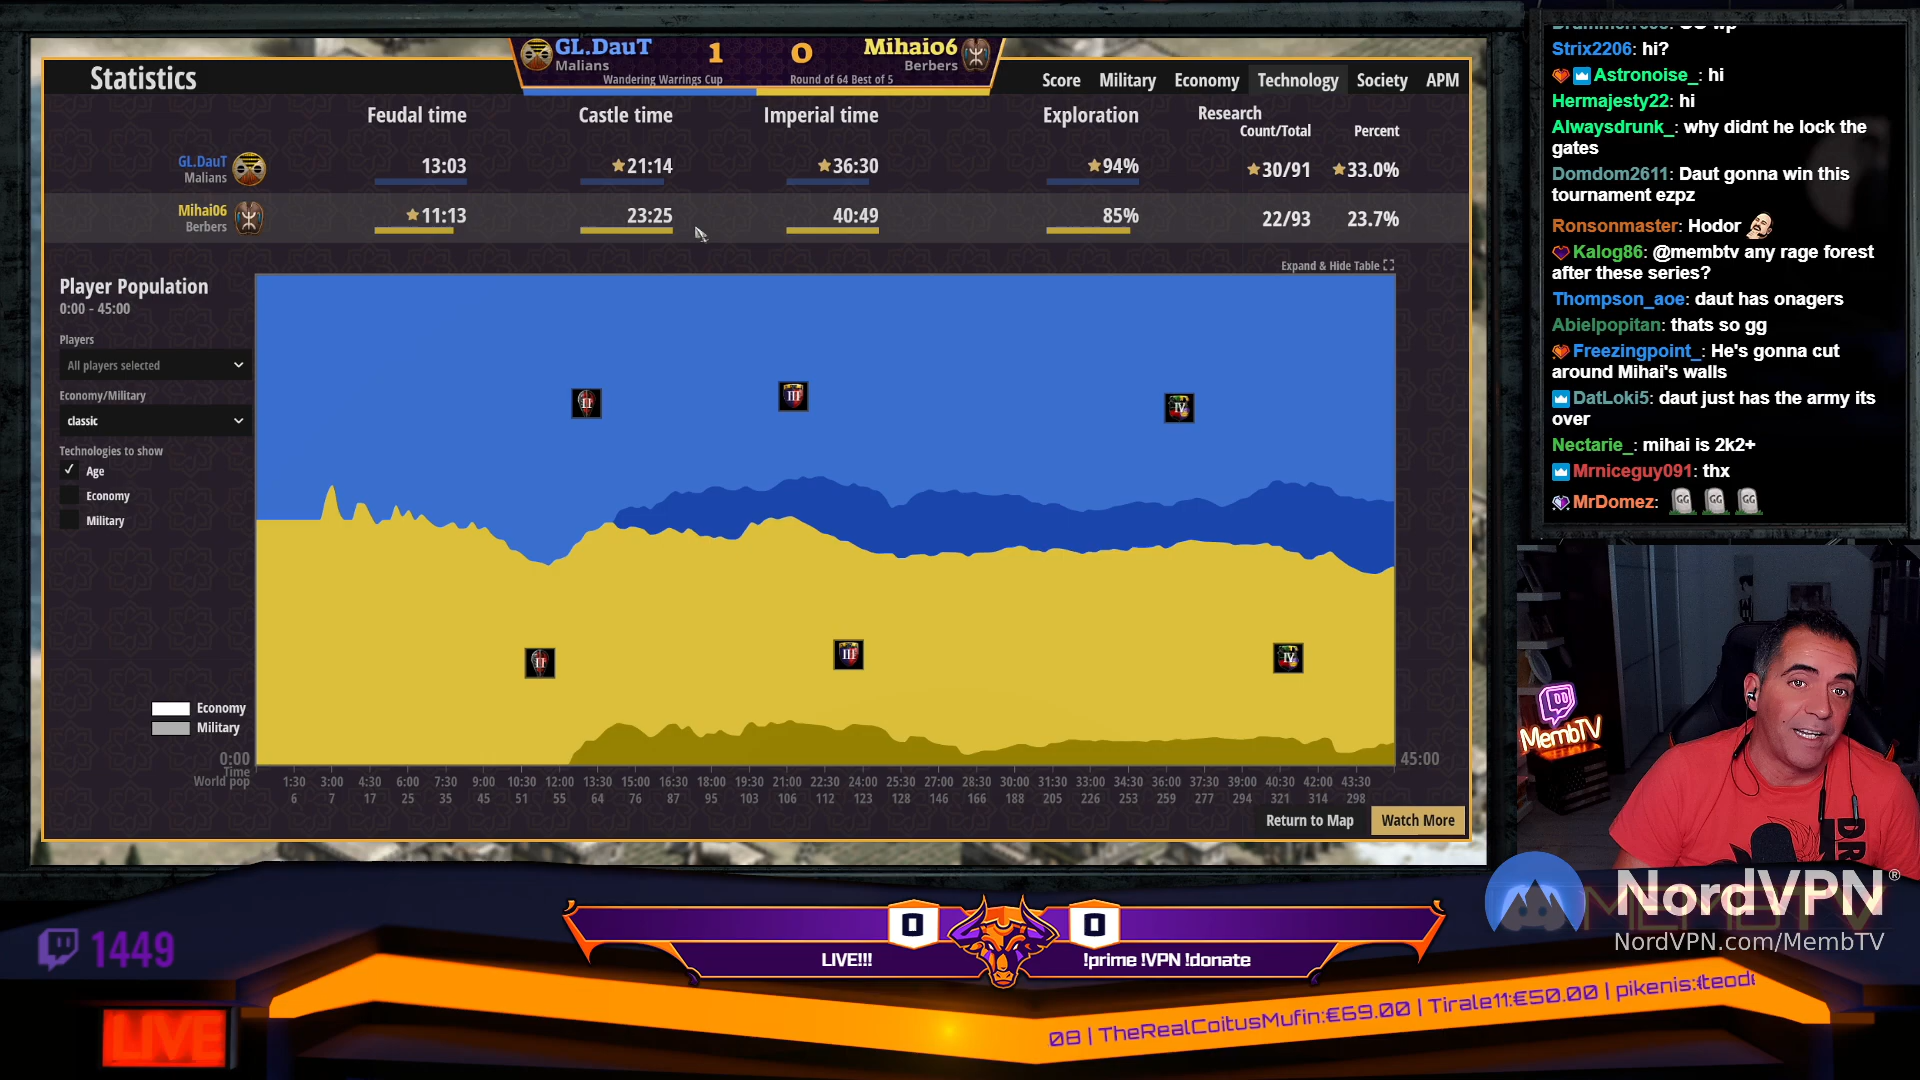 Statistics
GL.DauT 1 0 Mihai06
Malians Berbers
Wandering Warrings Cup Round of 64 Best of 5
Score Military Economy Technology Society APM
Feudal time Castle time Imperial time Exploration Research
Count/Total Percent
GL.DauT
Malians
13:03 21:14 36:30 94% 30/91 33.0%
Mihai06
Berbers
11:13 23:25 40:49 85% 22/93 23.7%
Expand & Hide Table
Player Population
0:00 - 45:00
Players
All players selected
Economy/Military
classic
Technologies to show
Age
Economy
Military
II III IV
II III IV
Economy
Military
0:00 45:00
Time 1:30 3:00 4:30 6:00 7:30 9:00 10:30 12:00 13:30 15:00 16:30 18:00 19:30 21:00 22:30 24:00 25:30 27:00 28:30 30:00 31:30 33:00 34:30 36:00 37:30 39:00 40:30 42:00 43:30
World pop 6 7 17 25 35 45 51 55 64 76 87 95 103 106 112 123 128 146 166 188 205 226 253 259 277 294 321 314 298
Return to Map Watch More
Strix2206: hi?
Astronoise_: hi
Hermajesty22: hi
Alwaysdrunk_: why didnt he lock the
gates
Domdom2611: Daut gonna win this
tournament ezpz
Ronsonmaster: Hodor
Kalog86: @membtv any rage forest
after these series?
Thompson_aoe: daut has onagers
Abielpopitan: thats so gg
Freezingpoint_: He's gonna cut
around Mihai's walls
DatLoki5: daut just has the army its
over
Nectarie_: mihai is 2k2+
Mrniceguy091: thx
MrDomez: GG GG GG
MembTV
NordVPN®
NordVPN.com/MembTV
1449
LIVE
0 0
LIVE!!! !prime !VPN !donate
08 | TheRealCoitusMufin:€69.00 | Tirale11:€50.00 | pikenis: